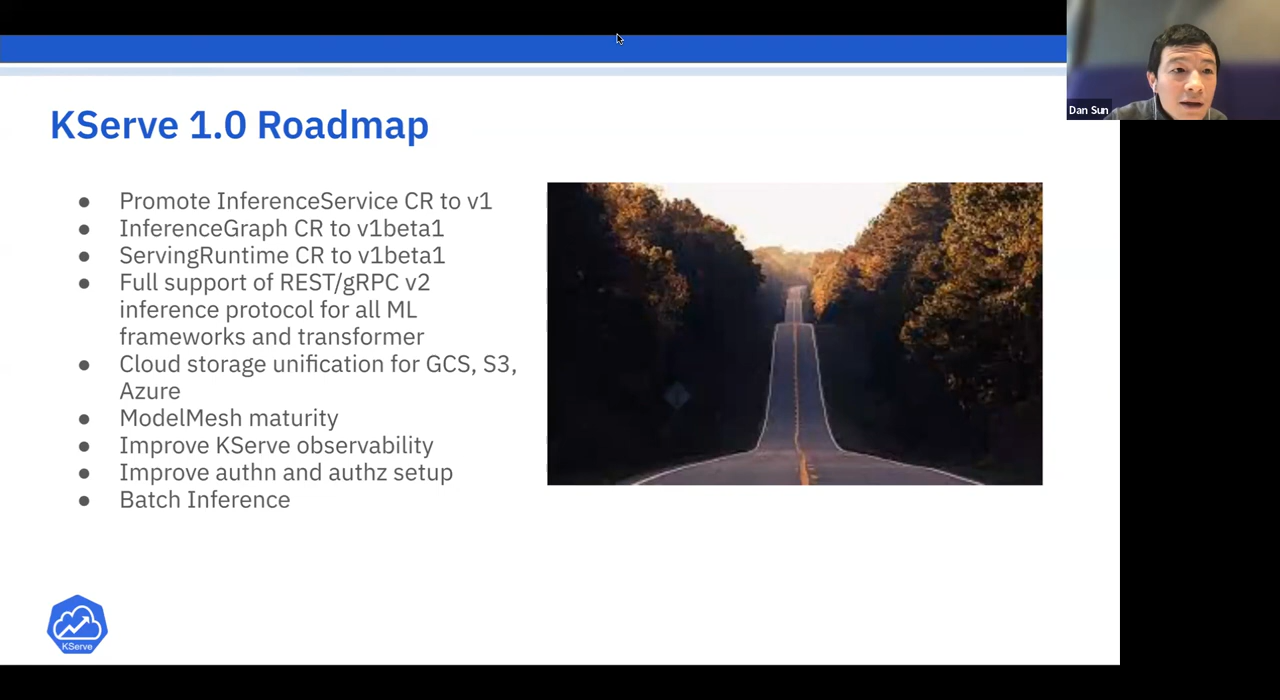 Dan Sun
KServe 1.0 Roadmap
● Promote InferenceService CR to v1
● InferenceGraph CR to v1beta1
● ServingRuntime CR to v1beta1
● Full support of REST/gRPC v2
inference protocol for all ML
frameworks and transformer
● Cloud storage unification for GCS, S3,
Azure
● ModelMesh maturity
● Improve KServe observability
● Improve authn and authz setup
● Batch Inference
KServe